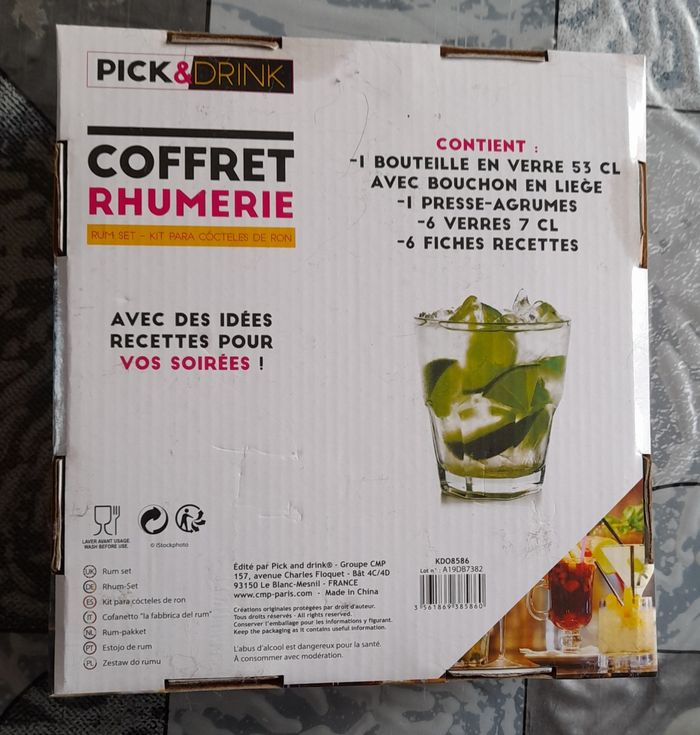 PICK&DRINK
COFFRET
RHUMERIE
RUM SET - KIT PARA CÓCTELES DE RON
CONTIENT :
-1 BOUTEILLE EN VERRE 53 CL
AVEC BOUCHON EN LIEGE
-1 PRESSE-AGRUMES
-6 VERRES 7 CL
-6 FICHES RECETTES
AVEC DES IDÉES
RECETTES POUR
VOS SOIRÉES !
LAVER AVANT USAGE.
WASH BEFORE USE.
© iStockphoto
UK Rum set
DE Rhum-Set
ES Kit para cócteles de ron
IT Cofanetto "la fabbrica del rum"
NL Rum-pakket
PT Estojo de rum
PL Zestaw do rumu
Édité par Pick and drink® - Groupe CMP
157, avenue Charles Floquet - Bât 4C/4D
93150 Le Blanc-Mesnil - FRANCE
www.cmp-paris.com - Made in China
Créations originales protégées par droit d'auteur.
Tous droits réservés - All rights reserved.
Conserver l'emballage pour les informations y figurant.
Keep the packaging as it contains useful information.
L'abus d'alcool est dangereux pour la santé.
À consommer avec modération.
KDO8586
Lot n° : A19DB7382
3 561869 385860